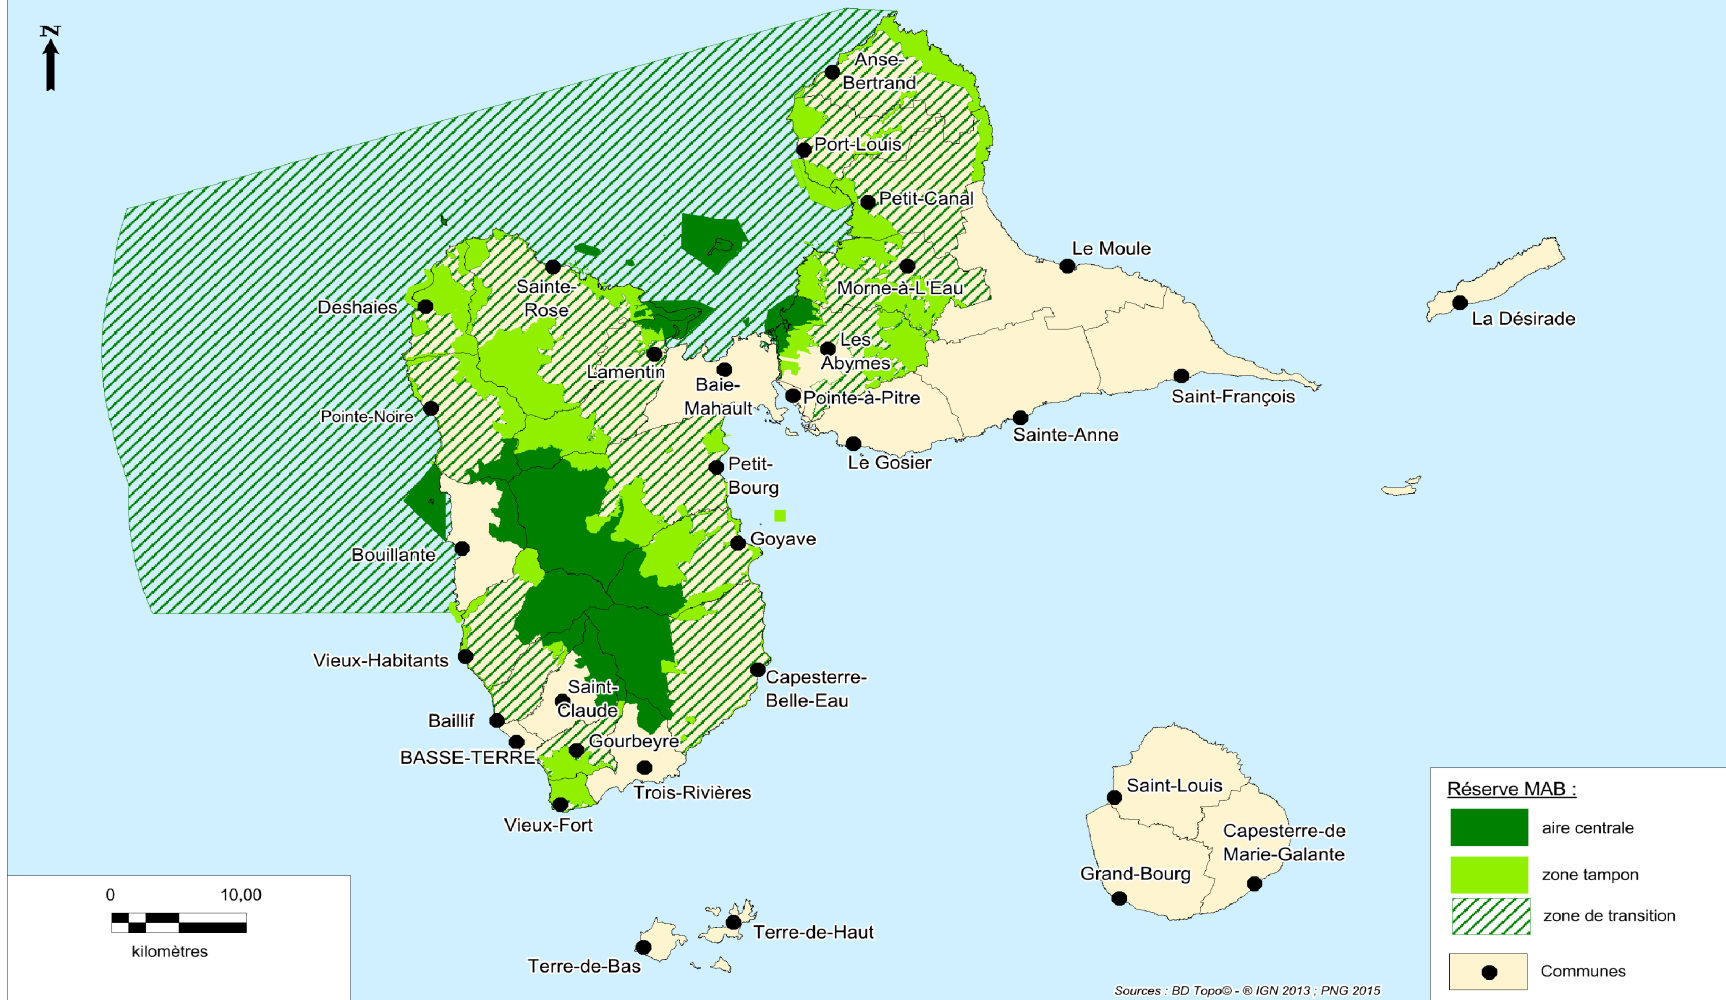 N
Anse-
Bertrand
Port-Louis
Petit-Canal
Le Moule
Morne-à-L'Eau
Sainte-
Rose
Deshaies
La Désirade
Les
Abymes
Lamentin
Baie-
Mahault
Pointe-à-Pitre
Saint-François
Pointe-Noire
Sainte-Anne
Le Gosier
Petit-
Bourg
Goyave
Bouillante
Vieux-Habitants
Capesterre-
Belle-Eau
Saint-
Claude
Baillif
Gourbeyre
BASSE-TERRE
Trois-Rivières
Vieux-Fort
Saint-Louis
Capesterre-de
Marie-Galante
Grand-Bourg
Terre-de-Haut
Terre-de-Bas
0 10,00
kilomètres
Réserve MAB :
aire centrale
zone tampon
zone de transition
Communes
Sources : BD Topo© - ® IGN 2013 ; PNG 2015